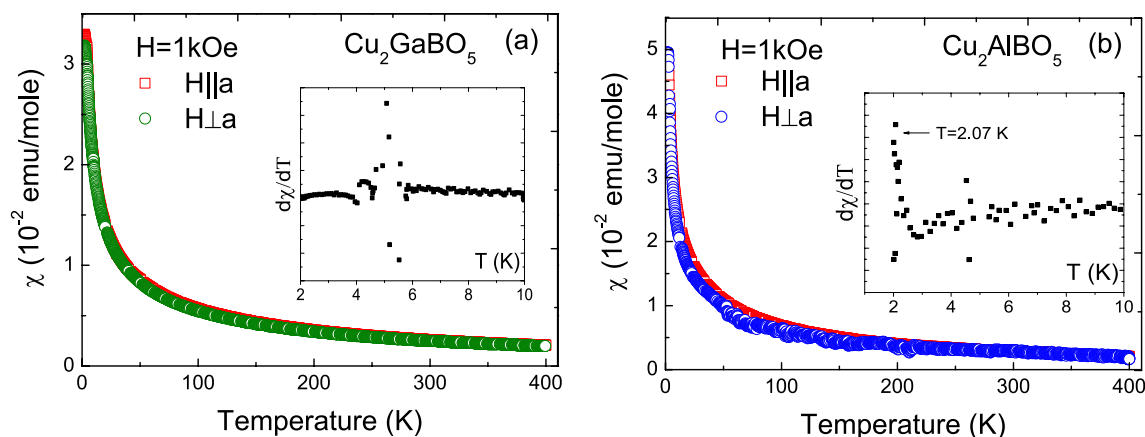 (a)
H=1kOe
Cu₂GaBO₅
H||a
H⊥a
χ (10⁻² emu/mole)
3
2
1
0
0 100 200 300 400
Temperature (K)
dχ/dT
T (K)
2 4 6 8 10
(b)
H=1kOe
Cu₂AlBO₅
H||a
H⊥a
χ (10⁻² emu/mole)
5
4
3
2
1
0
0 100 200 300 400
Temperature (K)
dχ/dT
T=2.07 K
T (K)
2 4 6 8 10